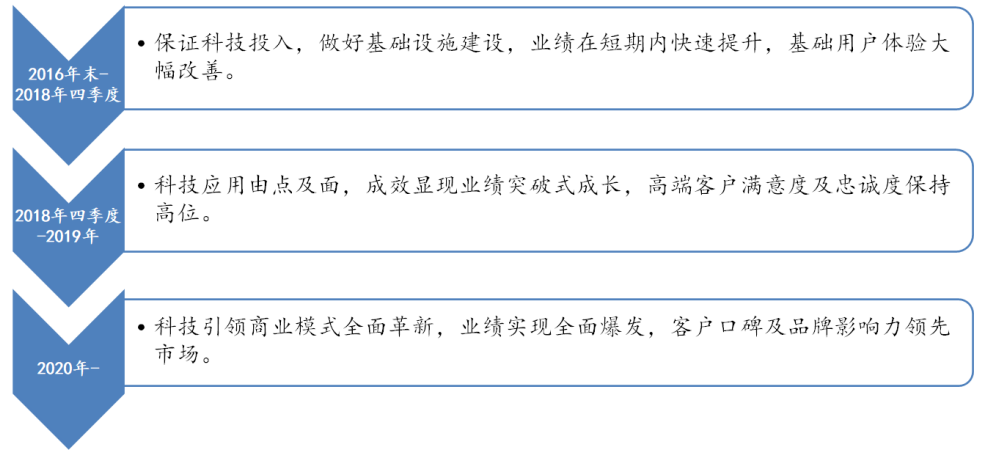 2016年末-
2018年四季度
• 保证科技投入，做好基础设施建设，业绩在短期内快速提升，基础用户体验大
幅改善。
2018年四季度
-2019年
• 科技应用由点及面，成效显现业绩突破式成长，高端客户满意度及忠诚度保持
高位。
2020年-
• 科技引领商业模式全面革新，业绩实现全面爆发，客户口碑及品牌影响力领先
市场。